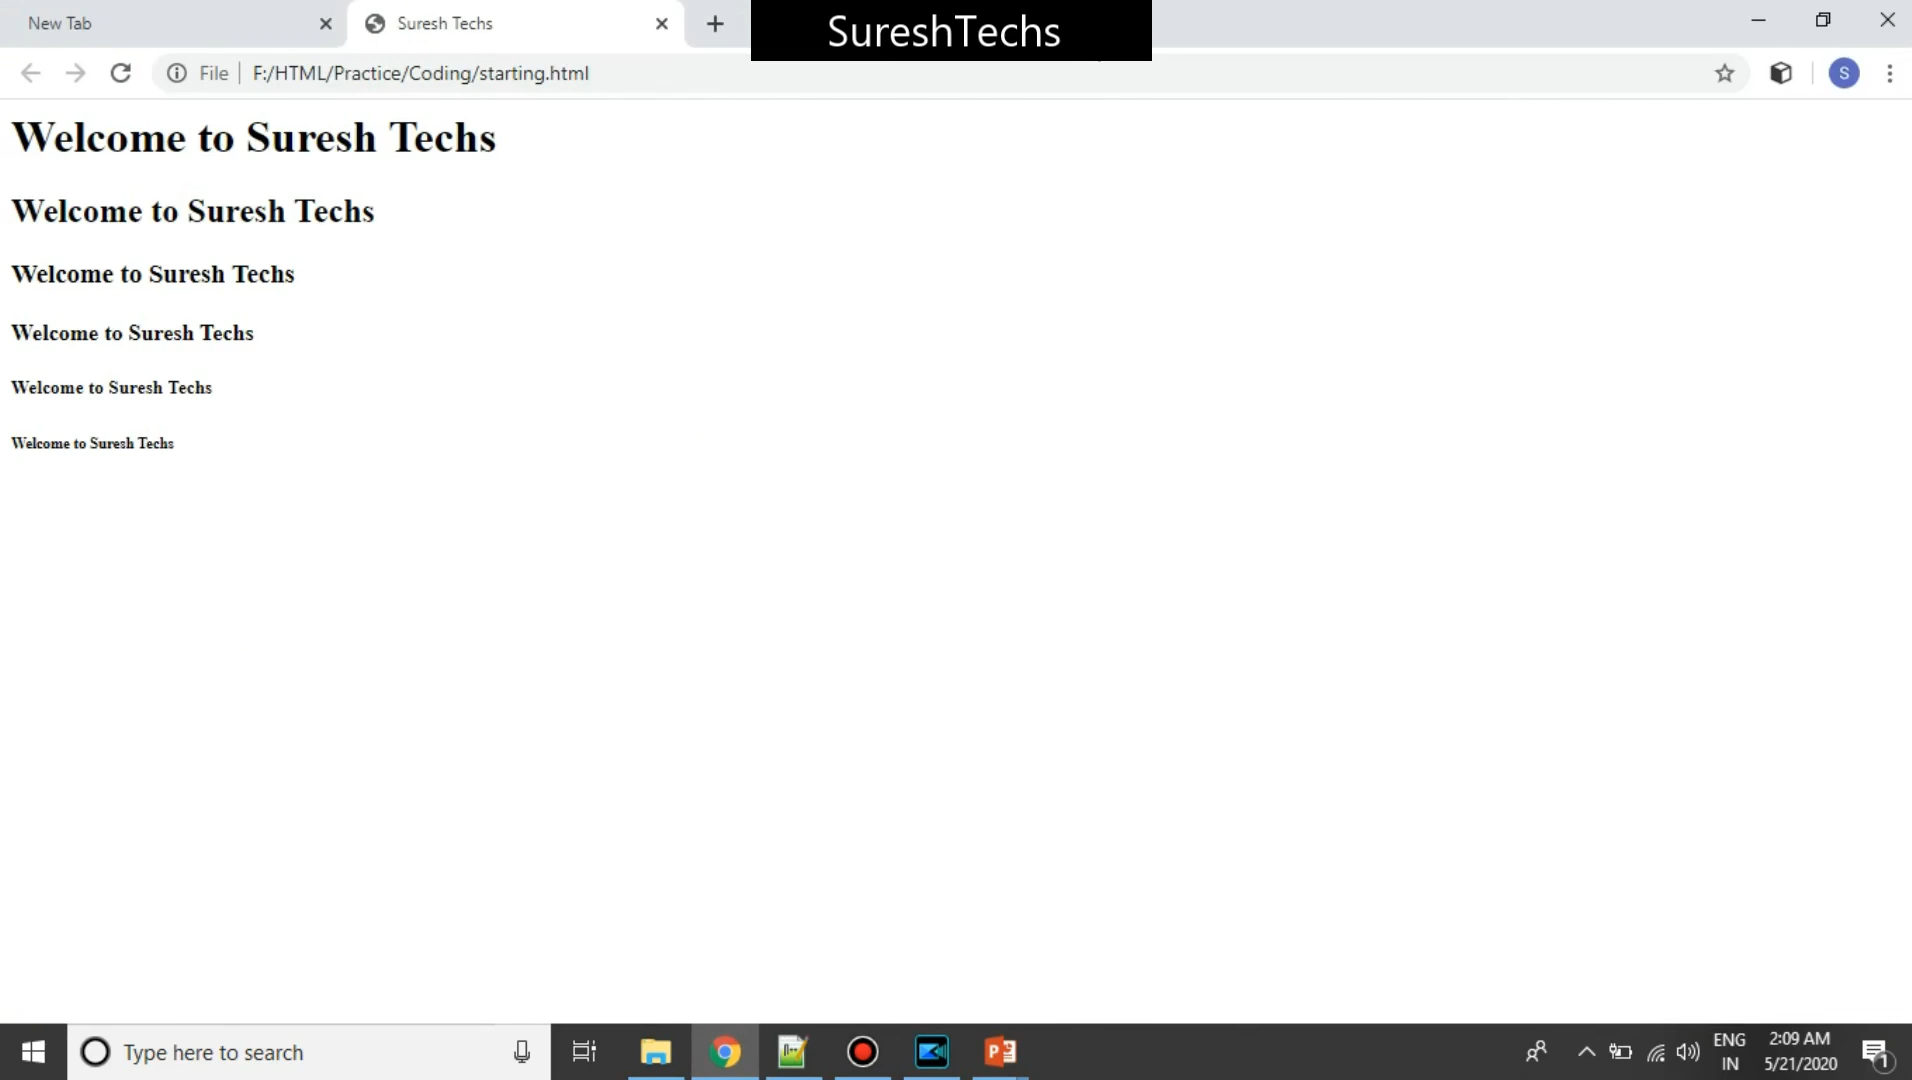 New Tab
Suresh Techs
SureshTechs
File
F:/HTML/Practice/Coding/starting.html
S
Welcome to Suresh Techs
Welcome to Suresh Techs
Welcome to Suresh Techs
Welcome to Suresh Techs
Welcome to Suresh Techs
Welcome to Suresh Techs
Type here to search
ENG
IN
2:09 AM
5/21/2020
1